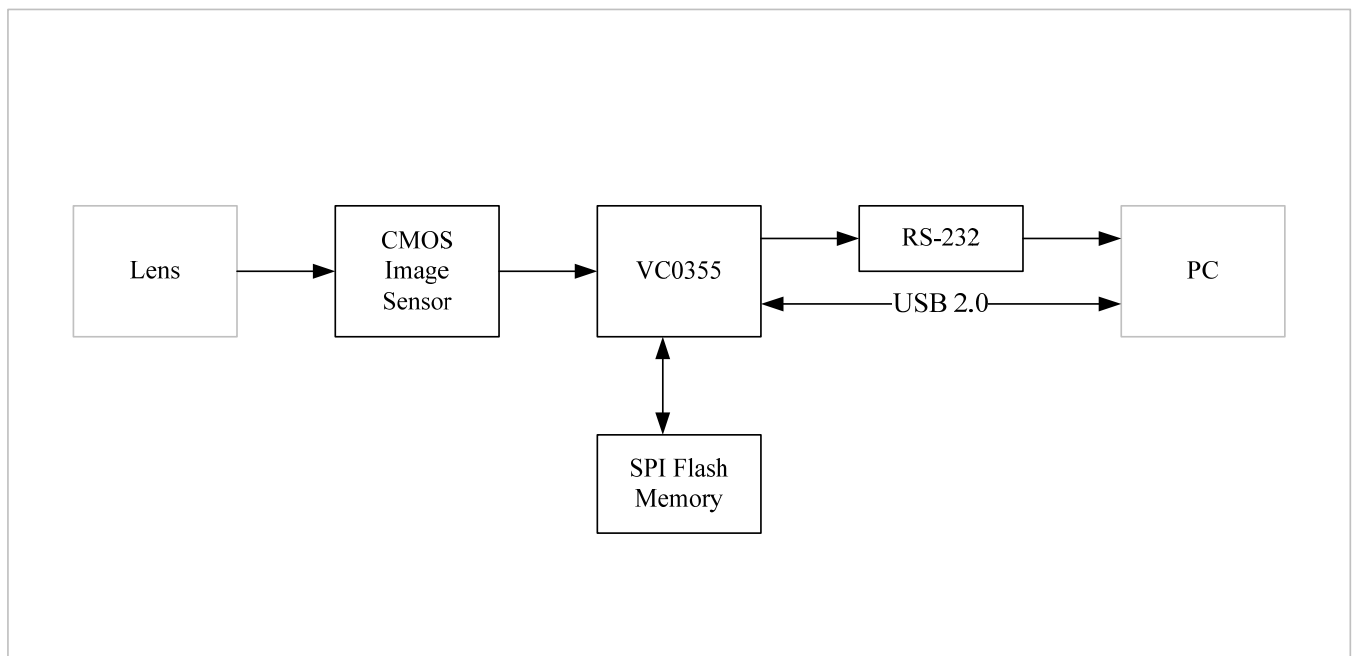 Lens
CMOS
Image
Sensor
VC0355
RS-232
USB 2.0
PC
SPI Flash
Memory